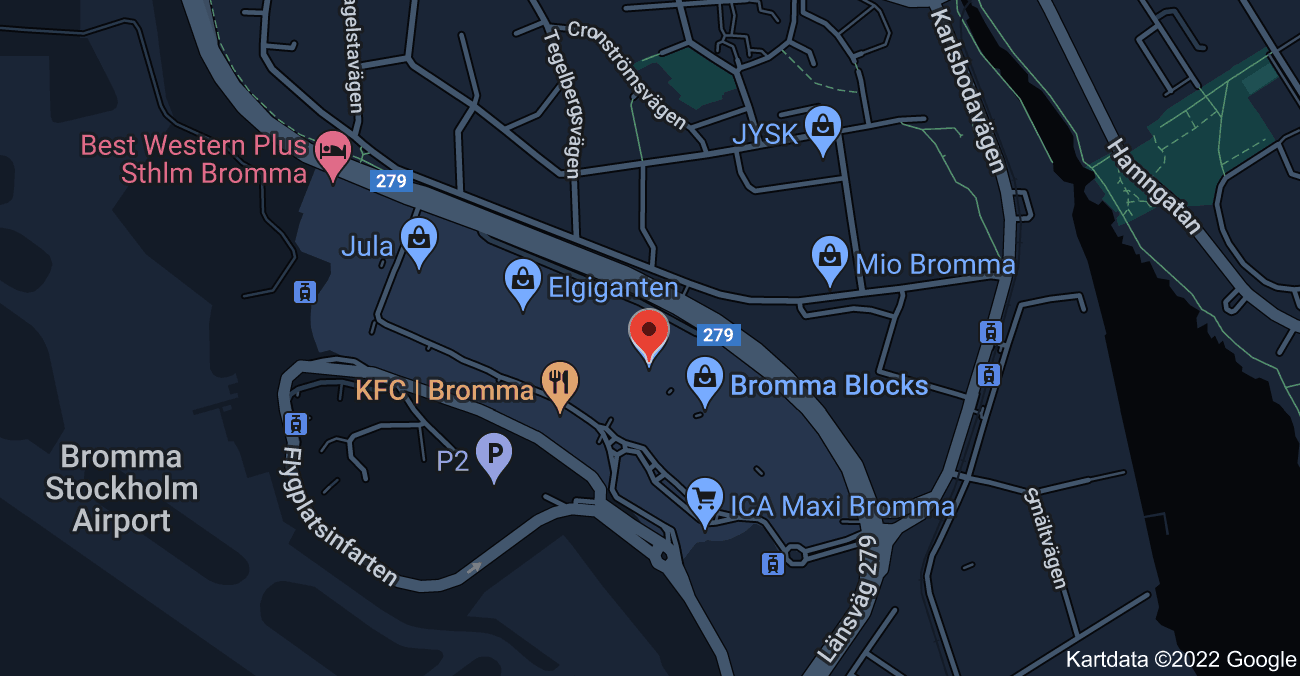 agelstavägen
Cronströmsvägen
Tegelbergsvägen
Karlsbodavägen
Best Western Plus
Sthlm Bromma
JYSK
Hamngatan
279
Jula
Elgiganten
Mio Bromma
279
KFC | Bromma
Bromma Blocks
P2
P
Bromma
Stockholm
Airport
Flygplatsinfarten
ICA Maxi Bromma
Länsväg 279
Smältvägen
Kartdata ©2022 Google